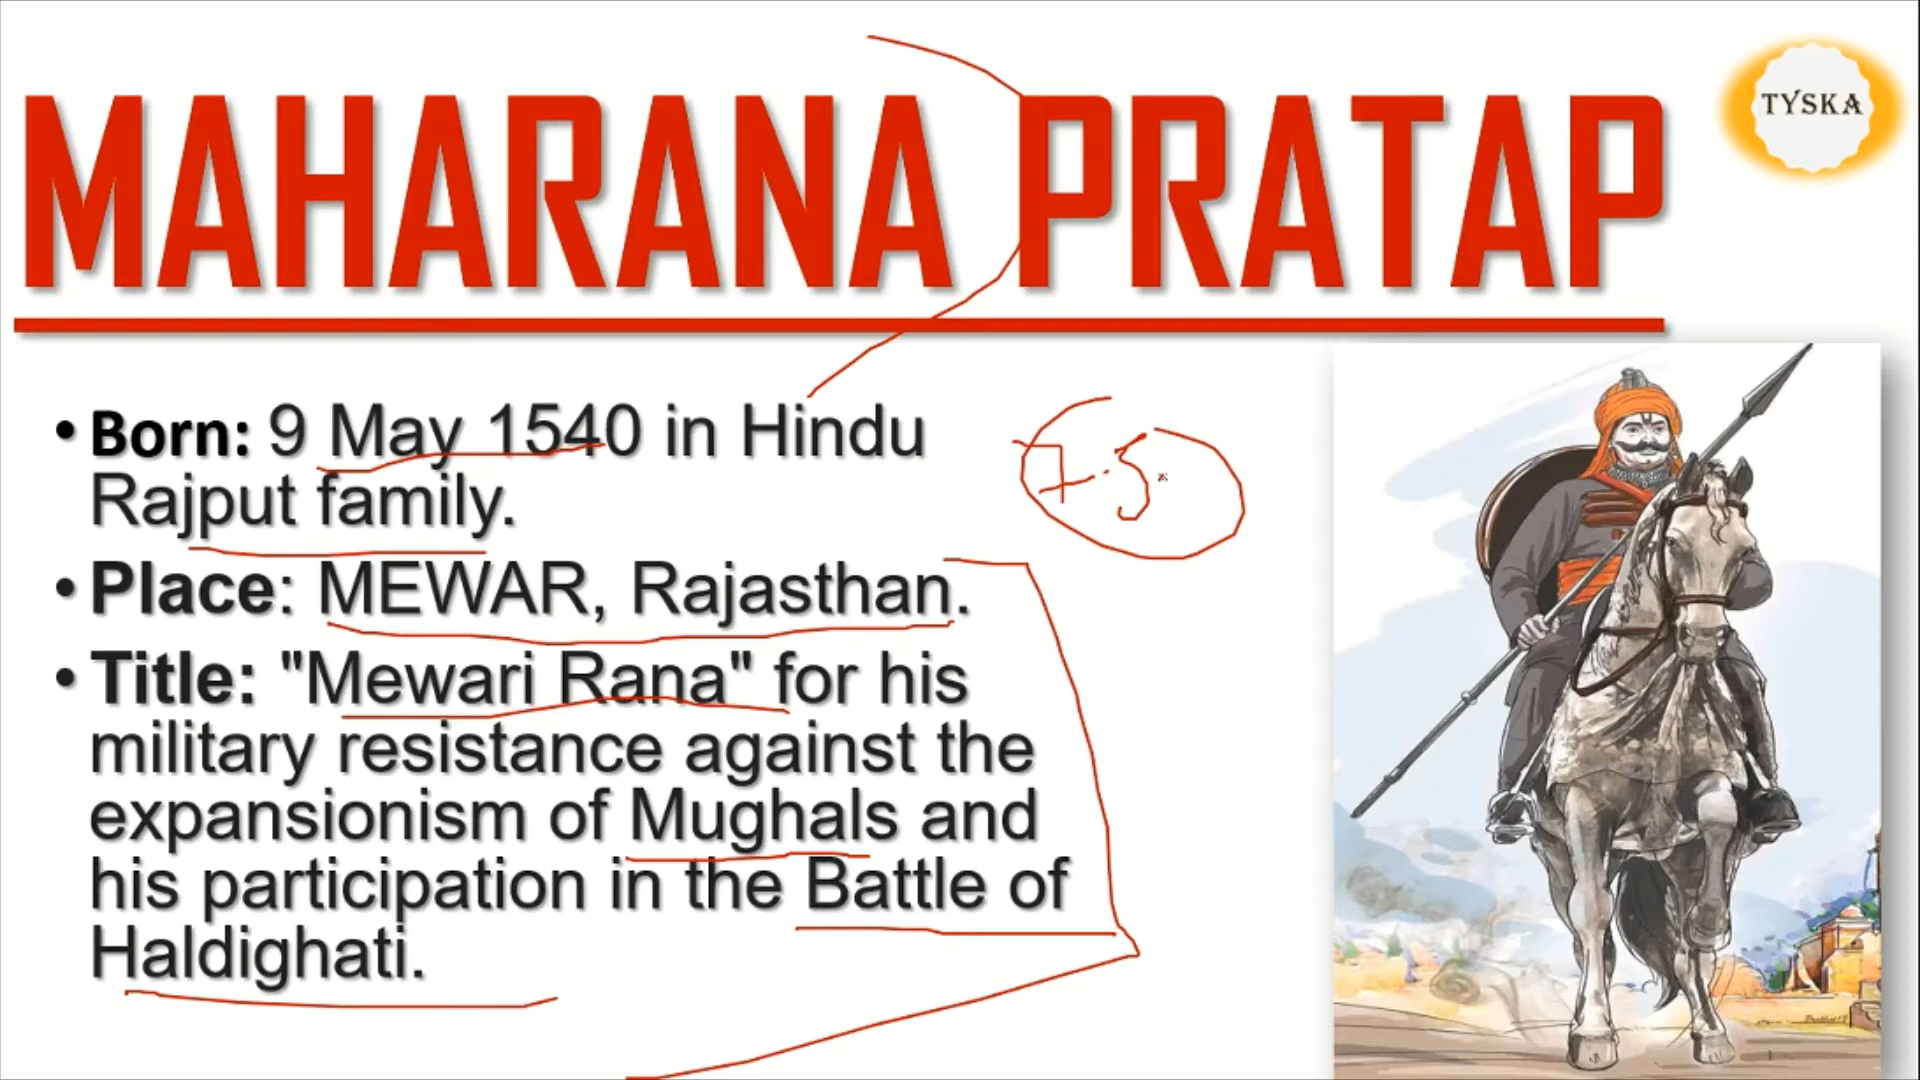 MAHARANA PRATAP
TYSKA
• Born: 9 May 1540 in Hindu
Rajput family.
7.5
• Place: MEWAR, Rajasthan.
• Title: "Mewari Rana" for his
military resistance against the
expansionism of Mughals and
his participation in the Battle of
Haldighati.